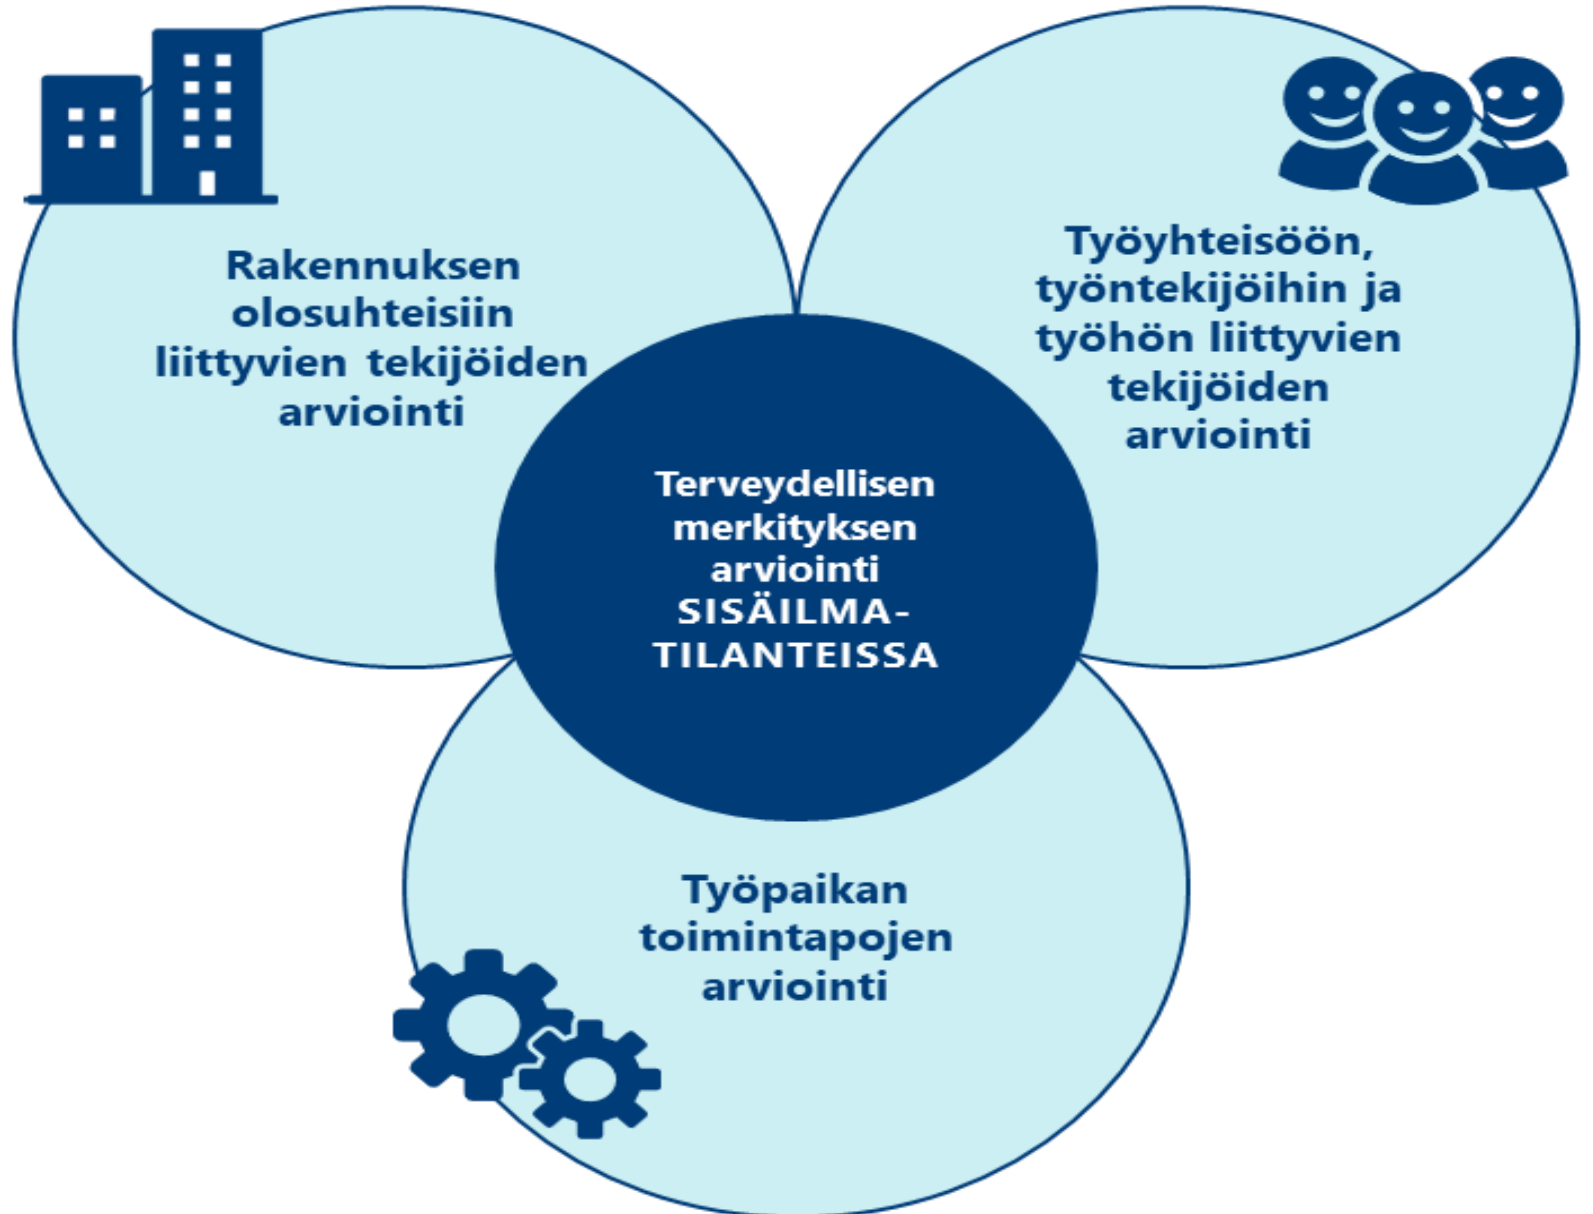 Rakennuksen
olosuhteisiin
liittyvien tekijöiden
arviointi
Työyhteisöön,
työntekijöihin ja
työhön liittyvien
tekijöiden
arviointi
Terveydellisen
merkityksen
arviointi
SISÄILMA-
TILANTEISSA
Työpaikan
toimintapojen
arviointi